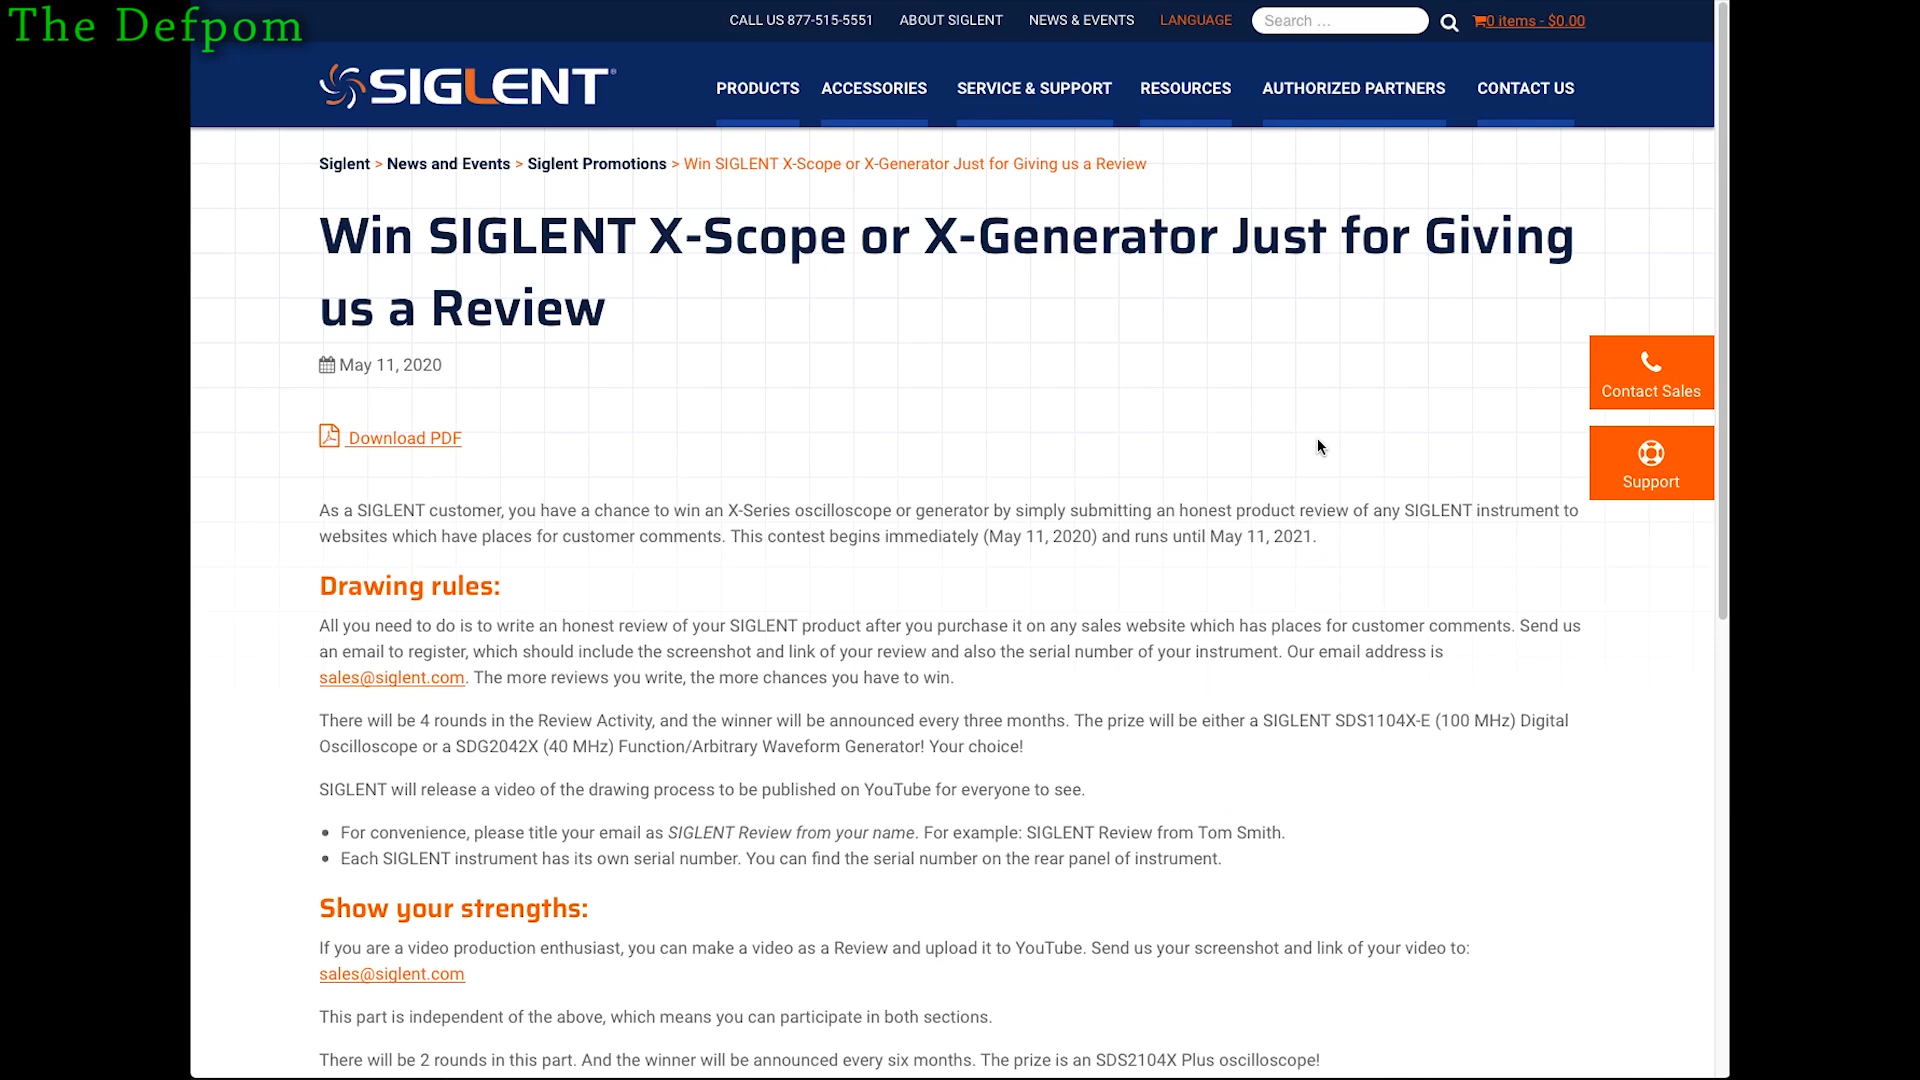 The Defpom
CALL US 877-515-5551 ABOUT SIGLENT NEWS & EVENTS LANGUAGE Search ... 0 items - $0.00
SIGLENT® PRODUCTS ACCESSORIES SERVICE & SUPPORT RESOURCES AUTHORIZED PARTNERS CONTACT US
Siglent > News and Events > Siglent Promotions > Win SIGLENT X-Scope or X-Generator Just for Giving us a Review
Win SIGLENT X-Scope or X-Generator Just for Giving
us a Review
May 11, 2020
Contact Sales
Download PDF
Support
As a SIGLENT customer, you have a chance to win an X-Series oscilloscope or generator by simply submitting an honest product review of any SIGLENT instrument to
websites which have places for customer comments. This contest begins immediately (May 11, 2020) and runs until May 11, 2021.
Drawing rules:
All you need to do is to write an honest review of your SIGLENT product after you purchase it on any sales website which has places for customer comments. Send us
an email to register, which should include the screenshot and link of your review and also the serial number of your instrument. Our email address is
sales@siglent.com. The more reviews you write, the more chances you have to win.
There will be 4 rounds in the Review Activity, and the winner will be announced every three months. The prize will be either a SIGLENT SDS1104X-E (100 MHz) Digital
Oscilloscope or a SDG2042X (40 MHz) Function/Arbitrary Waveform Generator! Your choice!
SIGLENT will release a video of the drawing process to be published on YouTube for everyone to see.
• For convenience, please title your email as SIGLENT Review from your name. For example: SIGLENT Review from Tom Smith.
• Each SIGLENT instrument has its own serial number. You can find the serial number on the rear panel of instrument.
Show your strengths:
If you are a video production enthusiast, you can make a video as a Review and upload it to YouTube. Send us your screenshot and link of your video to:
sales@siglent.com
This part is independent of the above, which means you can participate in both sections.
There will be 2 rounds in this part. And the winner will be announced every six months. The prize is an SDS2104X Plus oscilloscope!